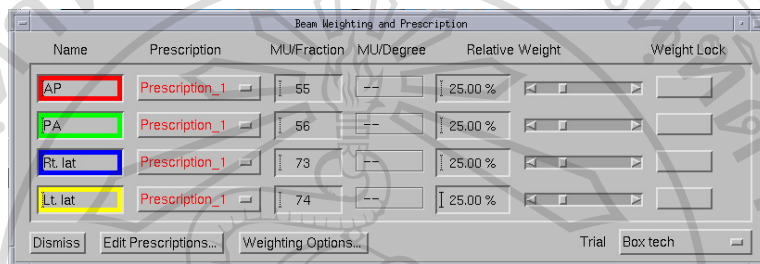 Beam Weighting and Prescription
Name Prescription MU/Fraction MU/Degree Relative Weight Weight Lock
AP Prescription_1 55 -- 25.00 %
PA Prescription_1 56 -- 25.00 %
Rt. lat Prescription_1 73 -- 25.00 %
Lt. lat Prescription_1 74 -- 25.00 %
Dismiss Edit Prescriptions... Weighting Options... Trial Box tech